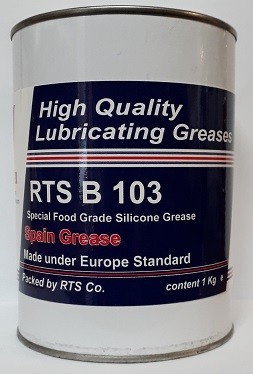 High Quality
Lubricating Greases
RTS B 103
Special Food Grade Silicone Grease
Spain Grease
Made under Europe Standard
Packed by RTS Co.
content 1 Kg e